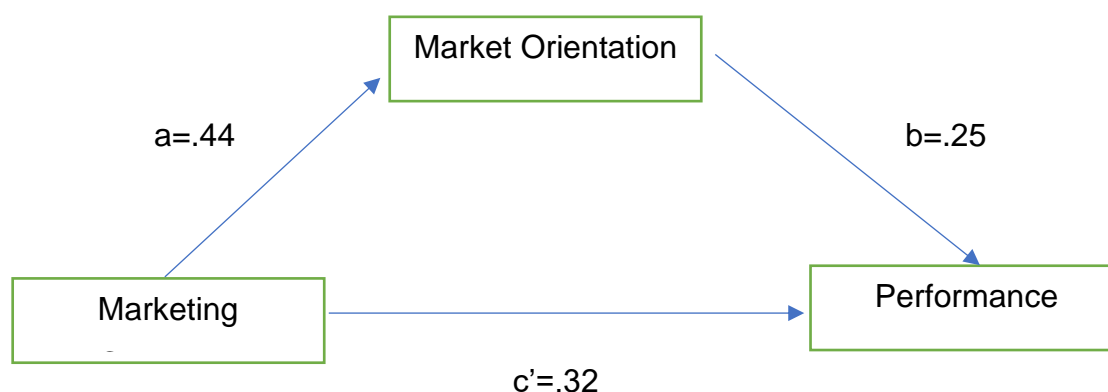 Market Orientation
a=.44
b=.25
Marketing
Performance
c’=.32